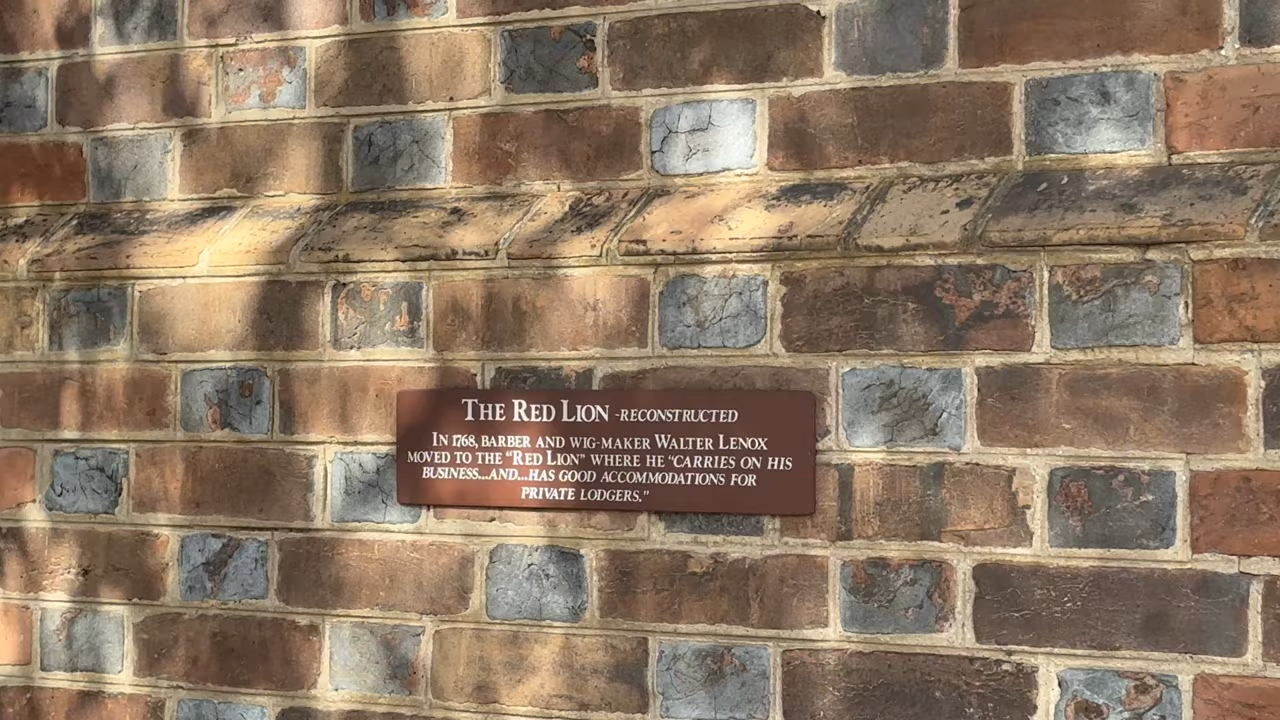 THE RED LION -RECONSTRUCTED
IN 1768, BARBER AND WIG-MAKER WALTER LENOX
MOVED TO THE "RED LION" WHERE HE "CARRIES ON HIS
BUSINESS...AND...HAS GOOD ACCOMMODATIONS FOR
PRIVATE LODGERS."